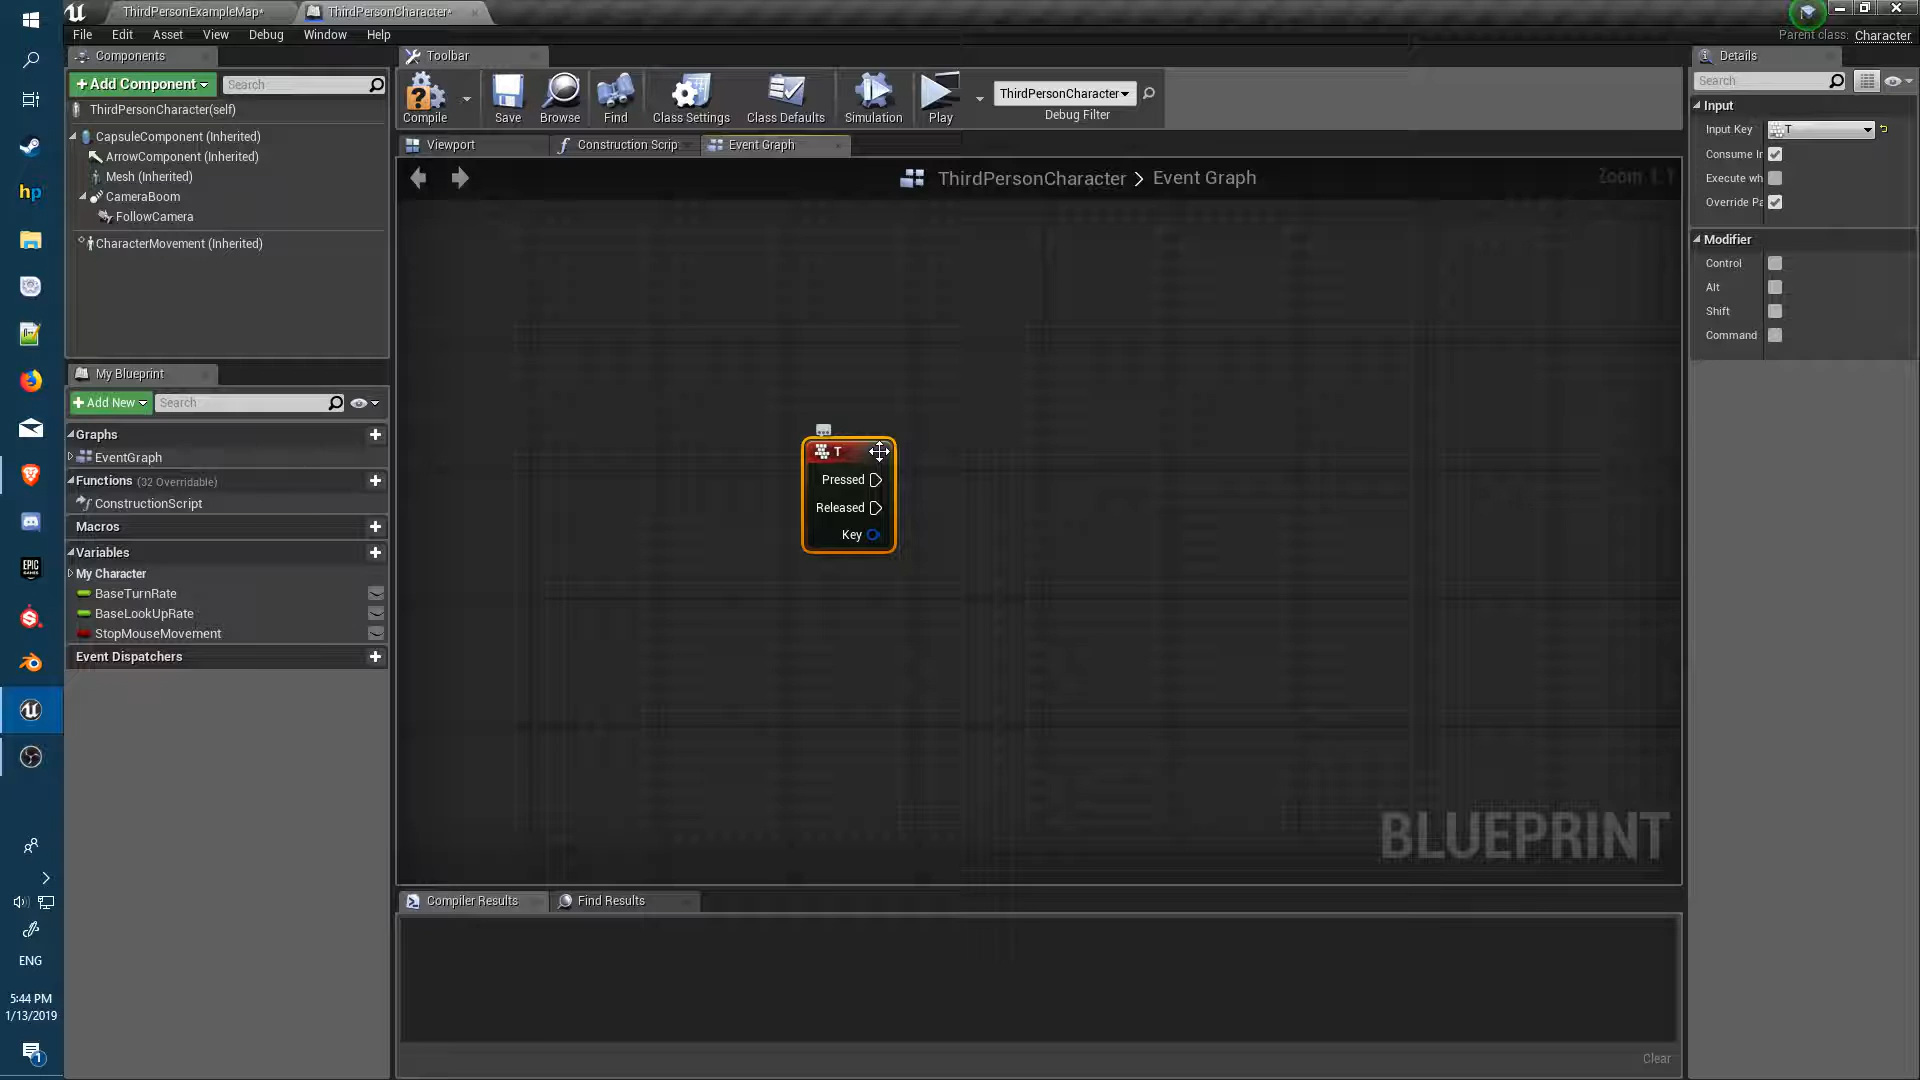 ThirdPersonExampleMap*
ThirdPersonCharacter*
File Edit Asset View Debug Window Help
Parent class: Character
Components
+ Add Component
Search
ThirdPersonCharacter(self)
CapsuleComponent (Inherited)
ArrowComponent (Inherited)
Mesh (Inherited)
CameraBoom
FollowCamera
CharacterMovement (Inherited)
My Blueprint
+ Add New
Search
Graphs
EventGraph
Functions (32 Overridable)
ConstructionScript
Macros
Variables
My Character
BaseTurnRate
BaseLookUpRate
StopMouseMovement
Event Dispatchers
Toolbar
Compile
Save
Browse
Find
Class Settings
Class Defaults
Simulation
Play
ThirdPersonCharacter
Debug Filter
Viewport
Construction Scrip
Event Graph
ThirdPersonCharacter > Event Graph
Zoom 1:1
T
Pressed
Released
Key
BLUEPRINT
Compiler Results
Find Results
Clear
Details
Search
Input
Input Key
T
Consume In
Execute wh
Override Pa
Modifier
Control
Alt
Shift
Command
hp
EPIC
GAMES
ENG
5:44 PM
1/13/2019
1